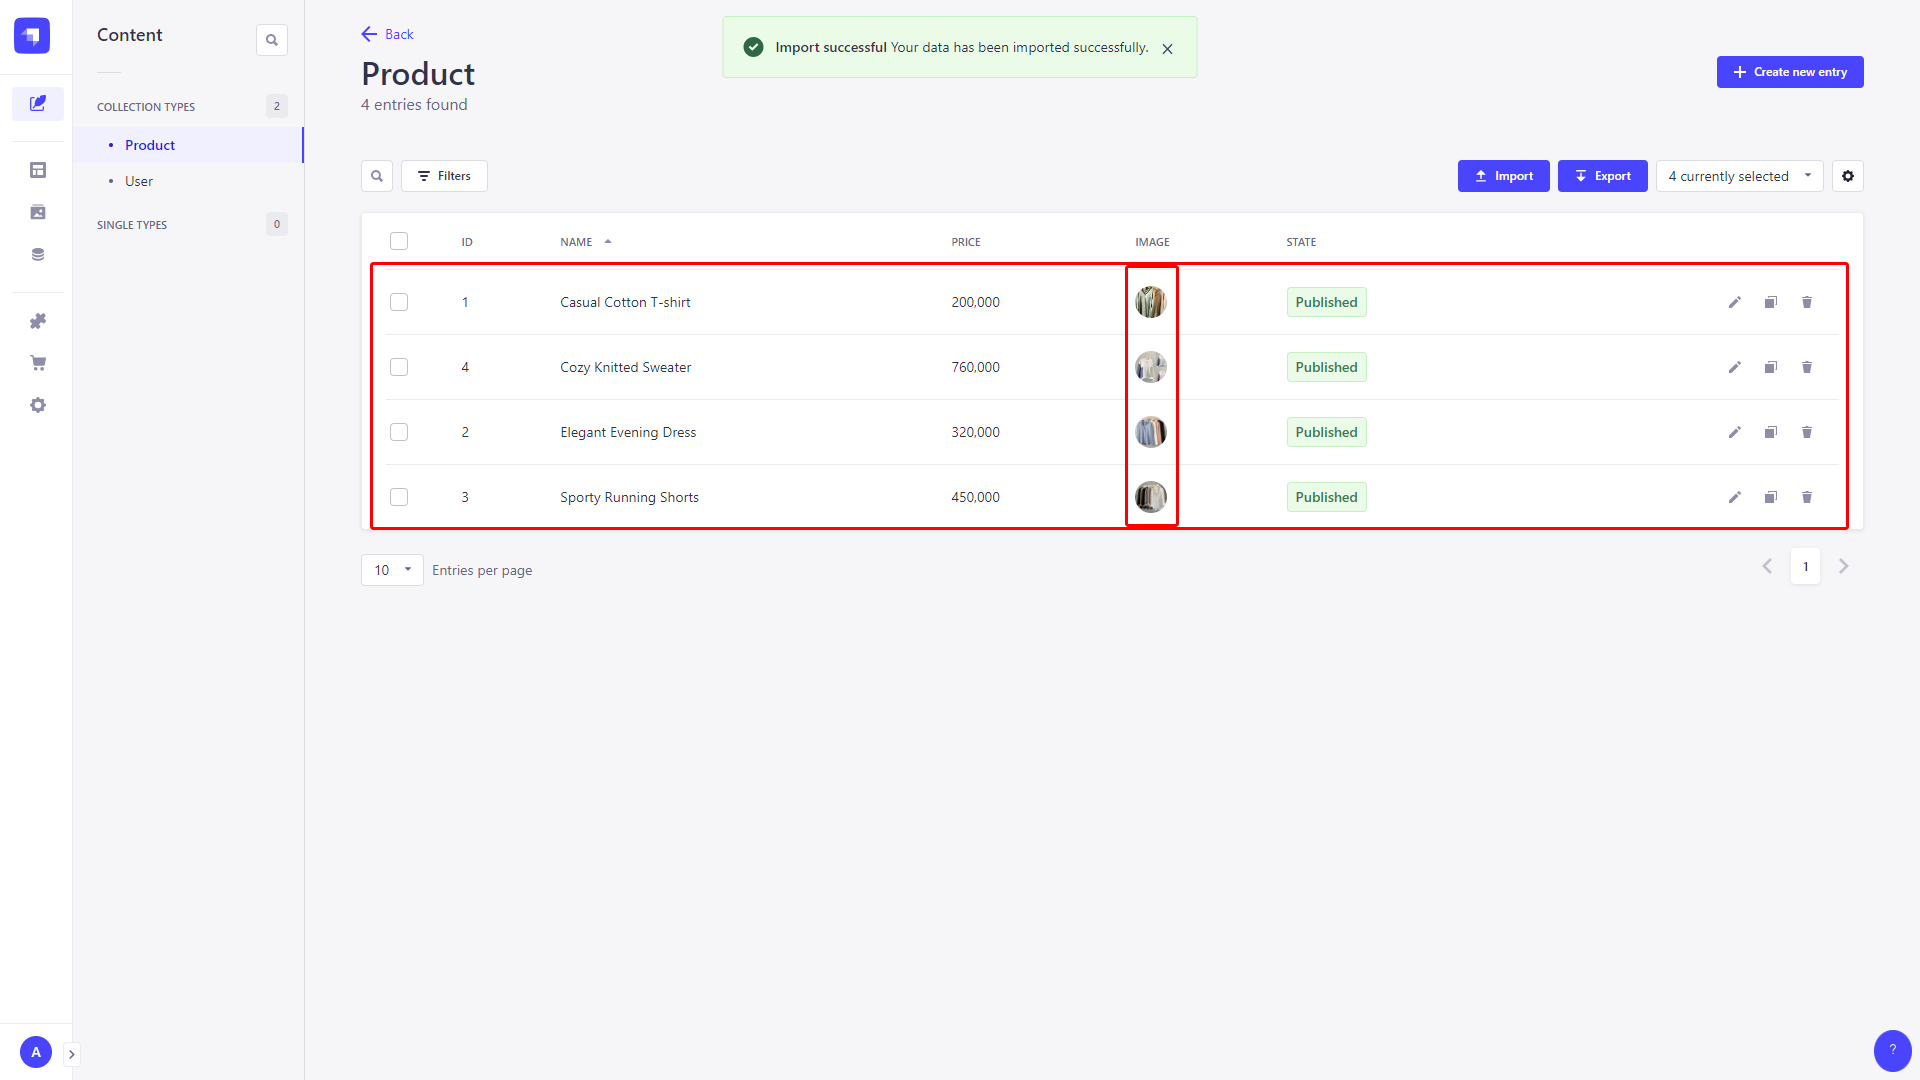 Content
COLLECTION TYPES 2
Product
User
SINGLE TYPES 0
Back
Product
4 entries found
Import successful Your data has been imported successfully.
Create new entry
Filters
Import
Export
4 currently selected
ID NAME PRICE IMAGE STATE
1 Casual Cotton T-shirt 200,000 Published
4 Cozy Knitted Sweater 760,000 Published
2 Elegant Evening Dress 320,000 Published
3 Sporty Running Shorts 450,000 Published
10 Entries per page
1
A
?